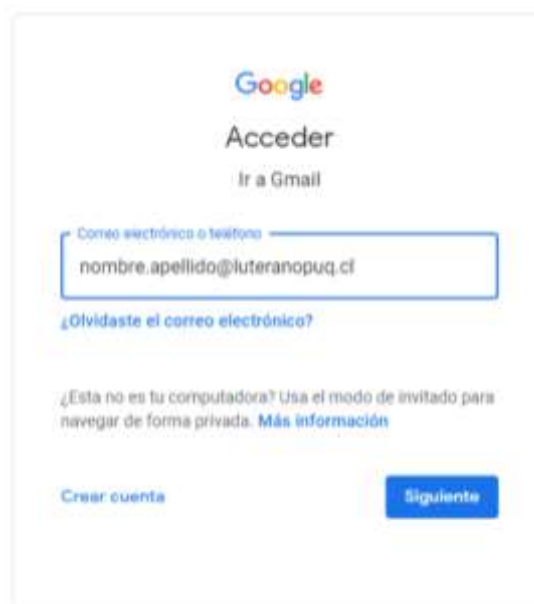 Google
Acceder
Ir a Gmail
Correo electrónico o teléfono
nombre.apellido@luteranopuq.cl
¿Olvidaste el correo electrónico?
¿Esta no es tu computadora? Usa el modo de invitado para
navegar de forma privada. Más información
Crear cuenta
Siguiente